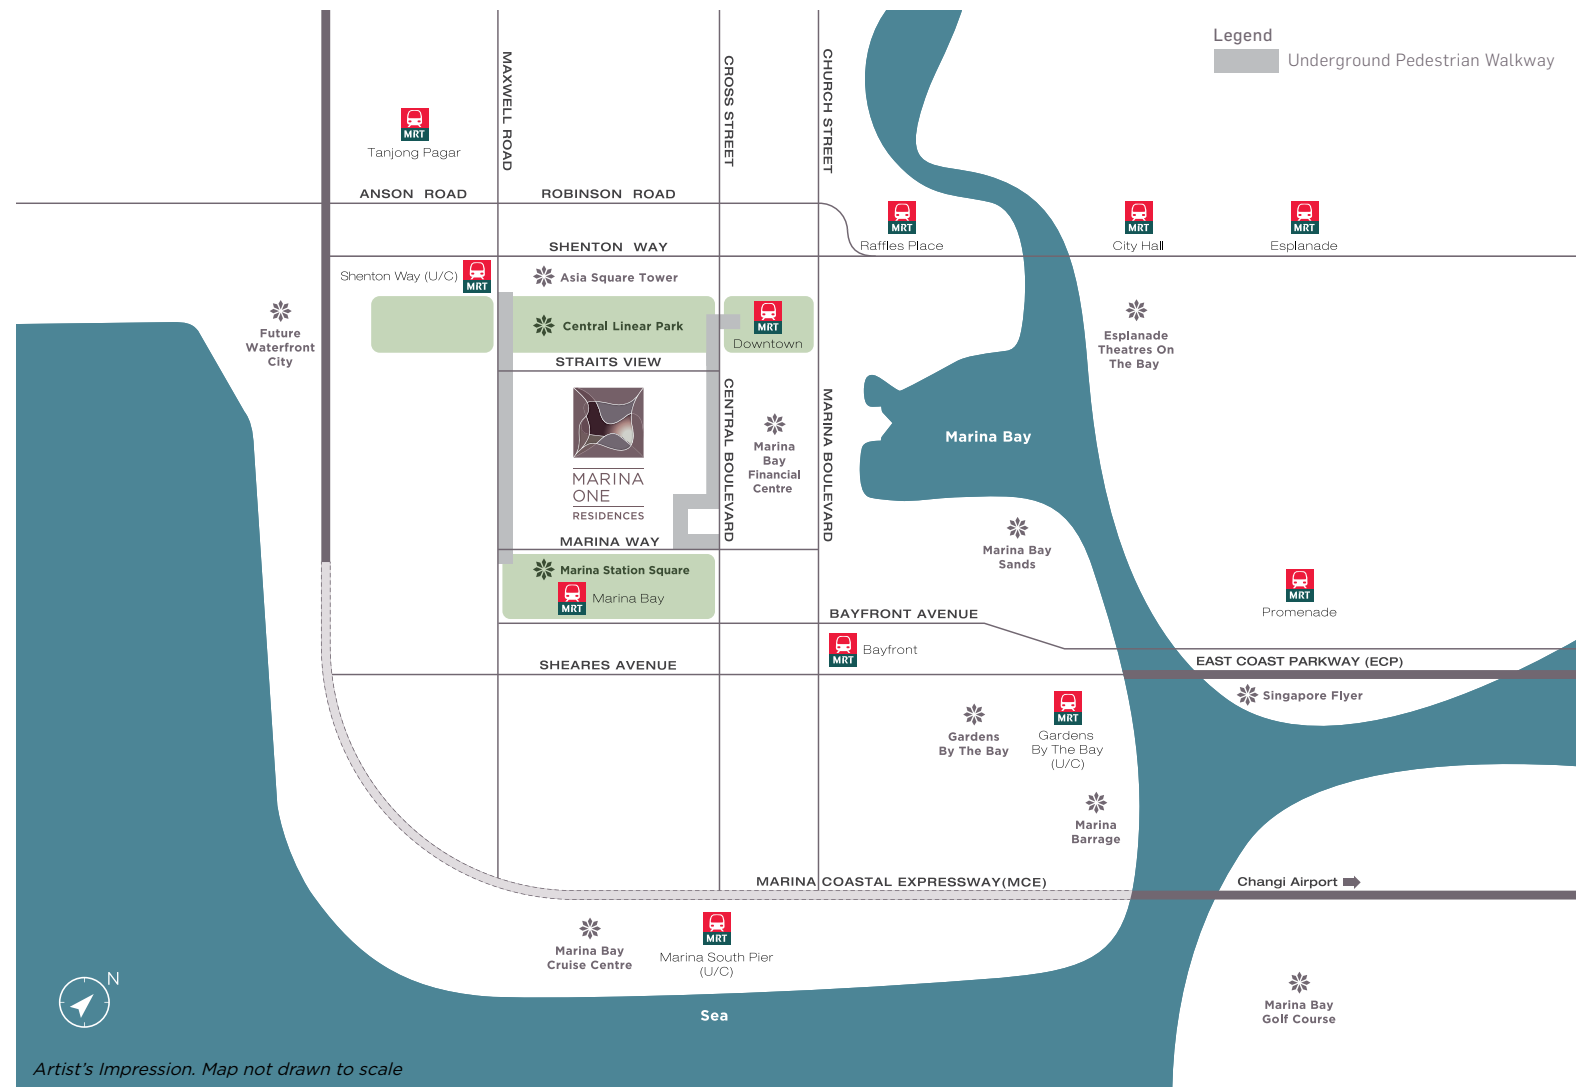 Legend
Underground Pedestrian Walkway
MAXWELL ROAD
CROSS STREET
CHURCH STREET
MRT
Tanjong Pagar
ANSON ROAD
ROBINSON ROAD
MRT
Raffles Place
MRT
City Hall
MRT
Esplanade
SHENTON WAY
Shenton Way (U/C)
MRT
Asia Square Tower
Future
Waterfront
City
Central Linear Park
MRT
Downtown
Esplanade
Theatres On
The Bay
STRAITS VIEW
CENTRAL BOULEVARD
MARINA BOULEVARD
Marina
Bay
Financial
Centre
Marina Bay
MARINA
ONE
RESIDENCES
MARINA WAY
Marina Bay
Sands
Marina Station Square
MRT
Marina Bay
MRT
Promenade
BAYFRONT AVENUE
MRT
Bayfront
SHEARES AVENUE
EAST COAST PARKWAY (ECP)
Singapore Flyer
Gardens
By The Bay
MRT
Gardens
By The Bay
(U/C)
Marina
Barrage
MARINA COASTAL EXPRESSWAY(MCE)
Changi Airport
Marina Bay
Cruise Centre
MRT
Marina South Pier
(U/C)
N
Marina Bay
Golf Course
Sea
Artist's Impression. Map not drawn to scale